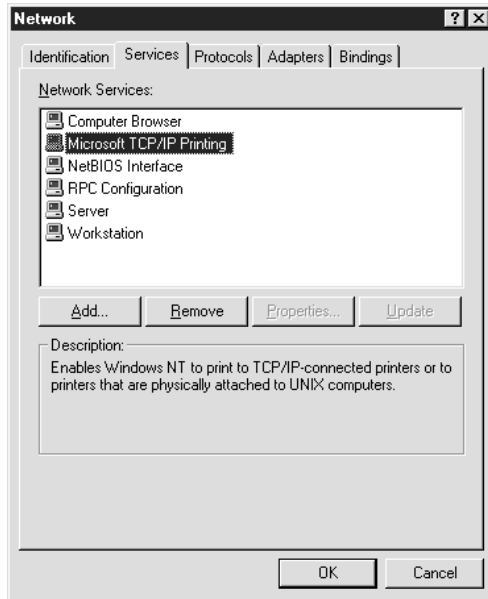 Network
Identification Services Protocols Adapters Bindings
Network Services:
Computer Browser
Microsoft TCP/IP Printing
NetBIOS Interface
RPC Configuration
Server
Workstation
Add... Remove Properties... Update
Description:
Enables Windows NT to print to TCP/IP-connected printers or to
printers that are physically attached to UNIX computers.
OK Cancel